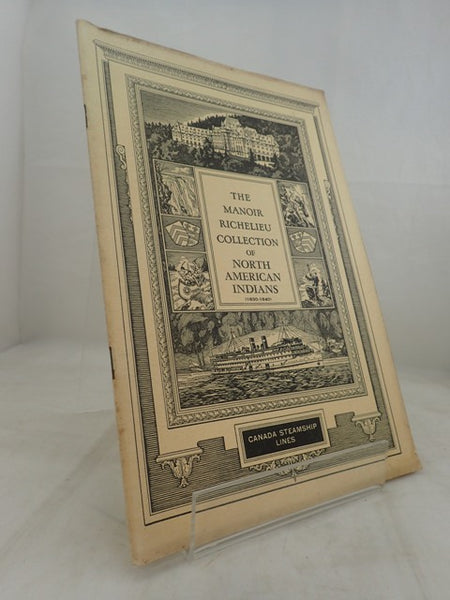 THE
MANOIR
RICHELIEU
COLLECTION
OF
NORTH
AMERICAN
INDIANS
(1830-1840)
CANADA STEAMSHIP
LINES